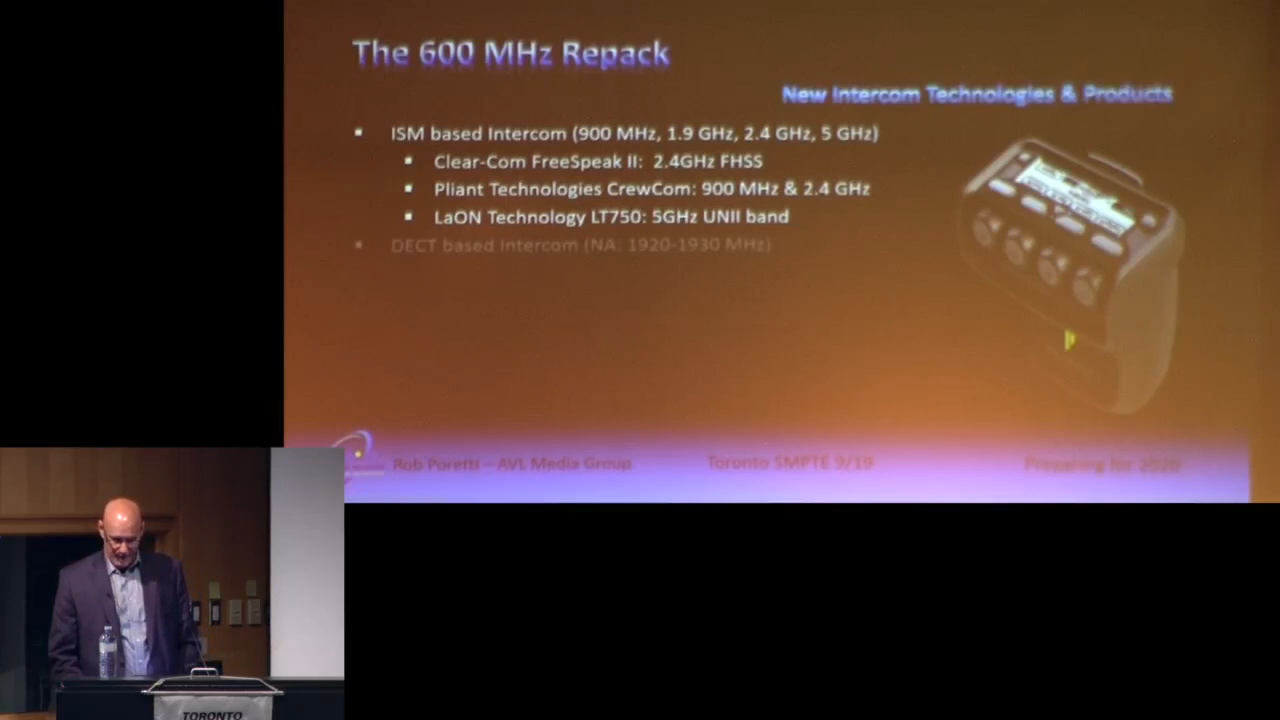 The 600 MHz Repack
New Intercom Technologies & Products
▪ ISM based Intercom (900 MHz, 1.9 GHz, 2.4 GHz, 5 GHz)
▪ Clear-Com FreeSpeak II: 2.4GHz FHSS
▪ Pliant Technologies CrewCom: 900 MHz & 2.4 GHz
▪ LaON Technology LT750: 5GHz UNII band
▪ DECT based Intercom (NA: 1920-1930 MHz)
Rob Poretti – AVL Media Group
Toronto SMPTE 9/19
Preparing for 2020
TORONTO